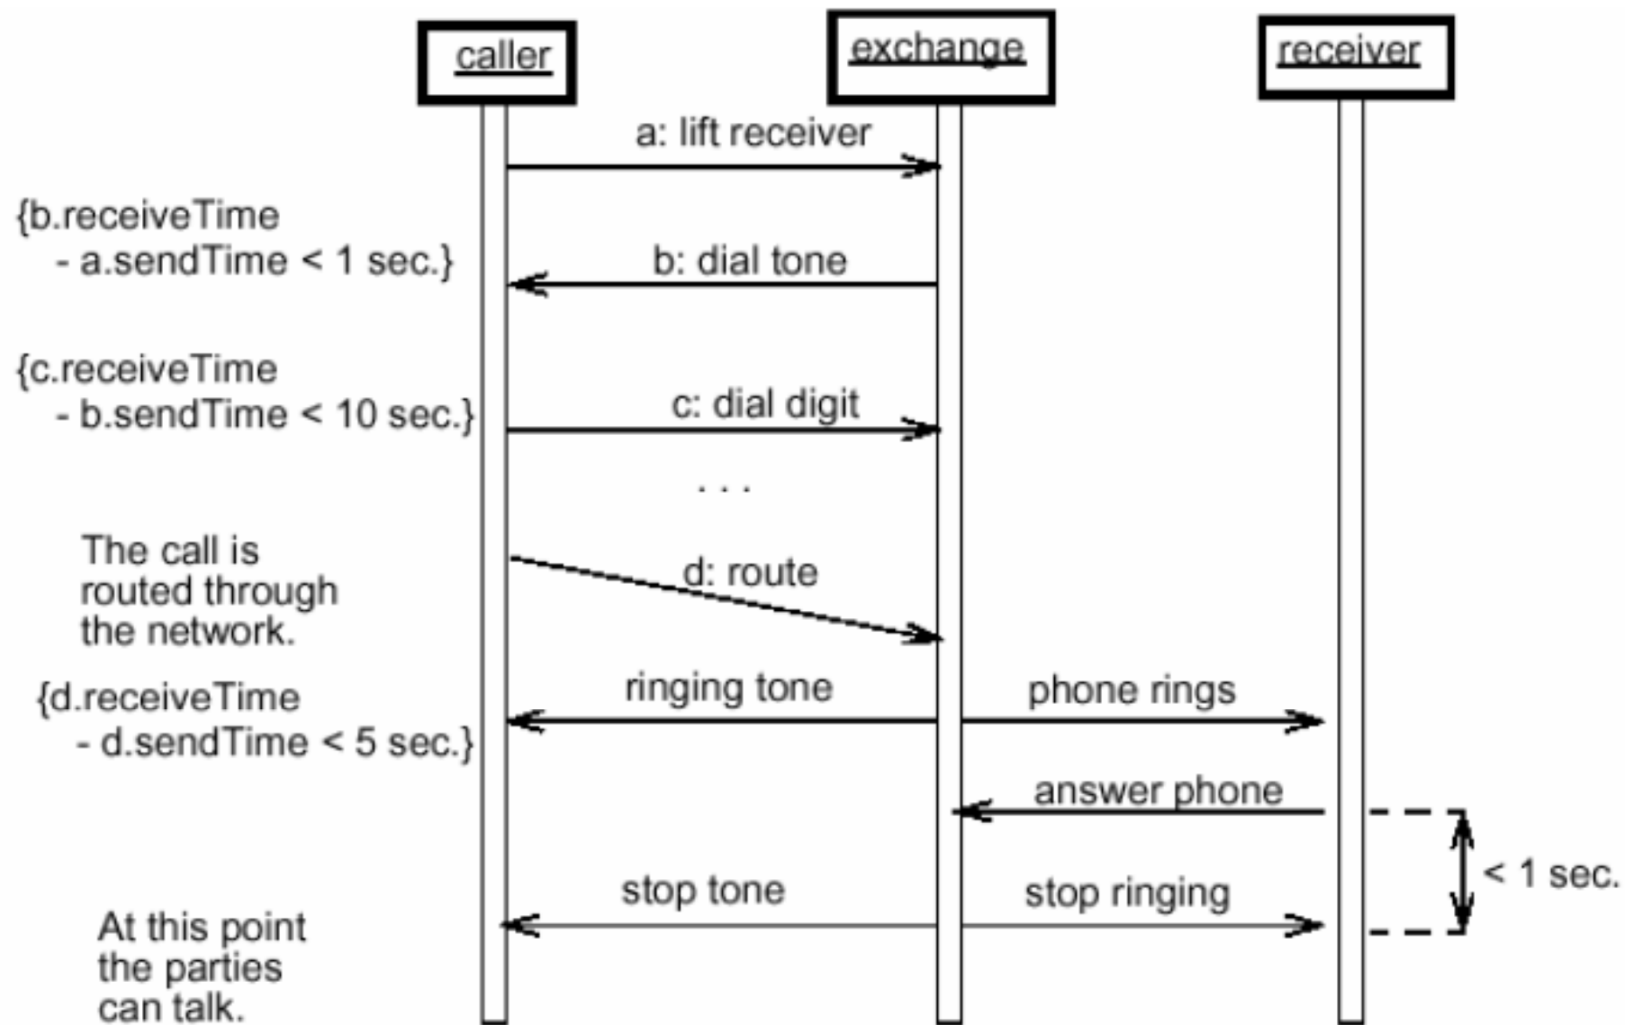 caller
exchange
receiver
a: lift receiver
{b.receiveTime
- a.sendTime < 1 sec.}
b: dial tone
{c.receiveTime
- b.sendTime < 10 sec.}
c: dial digit
. . .
The call is
routed through
the network.
d: route
{d.receiveTime
- d.sendTime < 5 sec.}
ringing tone
phone rings
answer phone
< 1 sec.
stop tone
stop ringing
At this point
the parties
can talk.